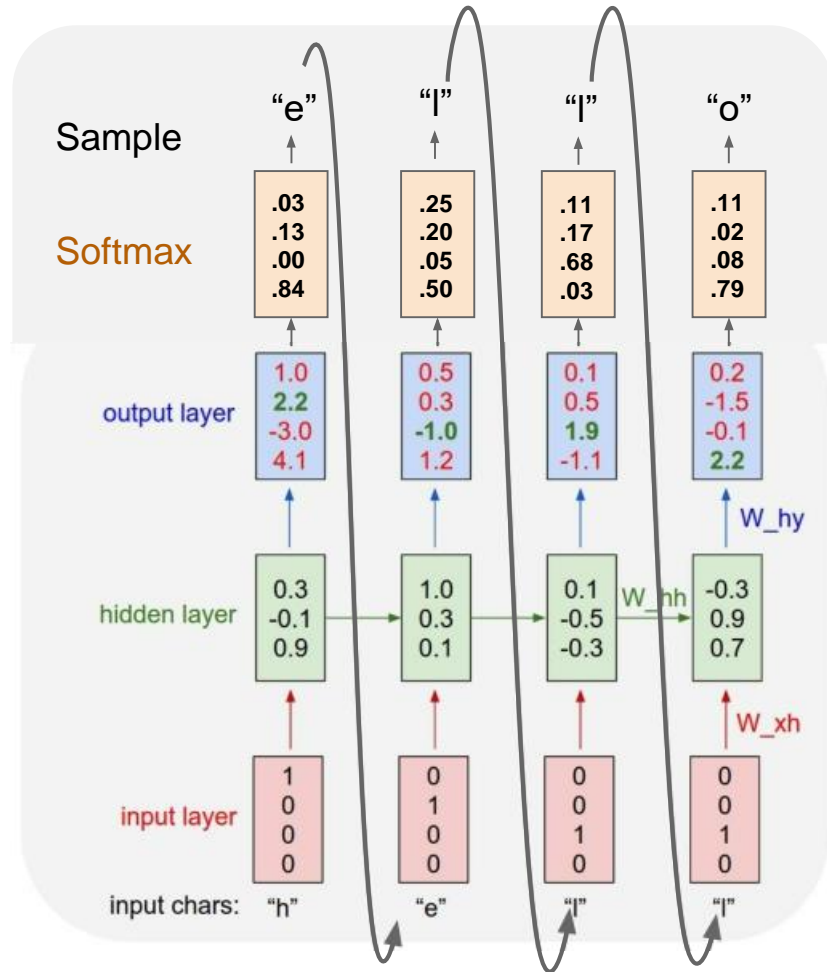 “e” “l” “l” “o”
Sample
.03 .25 .11 .11
.13 .20 .17 .02
Softmax
.00 .05 .68 .08
.84 .50 .03 .79
1.0 0.5 0.1 0.2
output layer 2.2 0.3 0.5 -1.5
-3.0 -1.0 1.9 -0.1
4.1 1.2 -1.1 2.2
W_hy
0.3 1.0 0.1 -0.3
W_hh
hidden layer -0.1 0.3 -0.5 0.9
0.9 0.1 -0.3 0.7
W_xh
1 0 0 0
input layer 0 1 0 0
0 0 1 1
0 0 0 0
input chars: “h” “e” “l” “l”